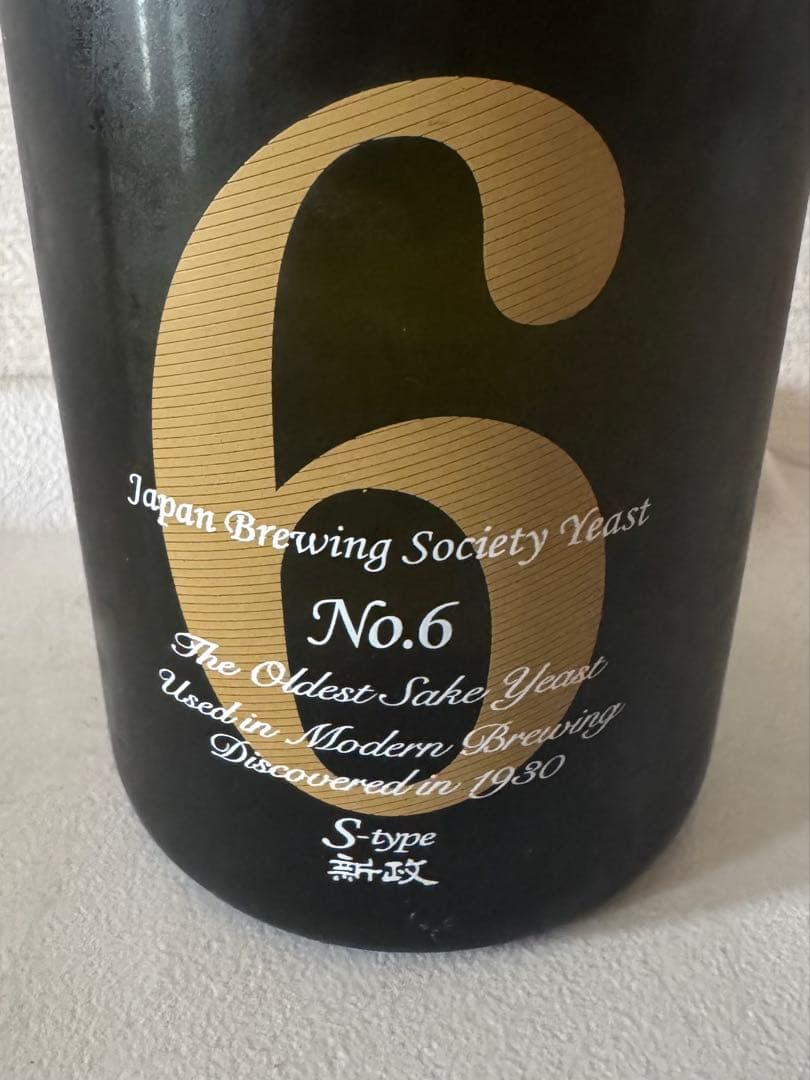 6
Japan Brewing Society Yeast
No.6
The Oldest Sake Yeast
Used in Modern Brewing
Discovered in 1930
S-type
新政